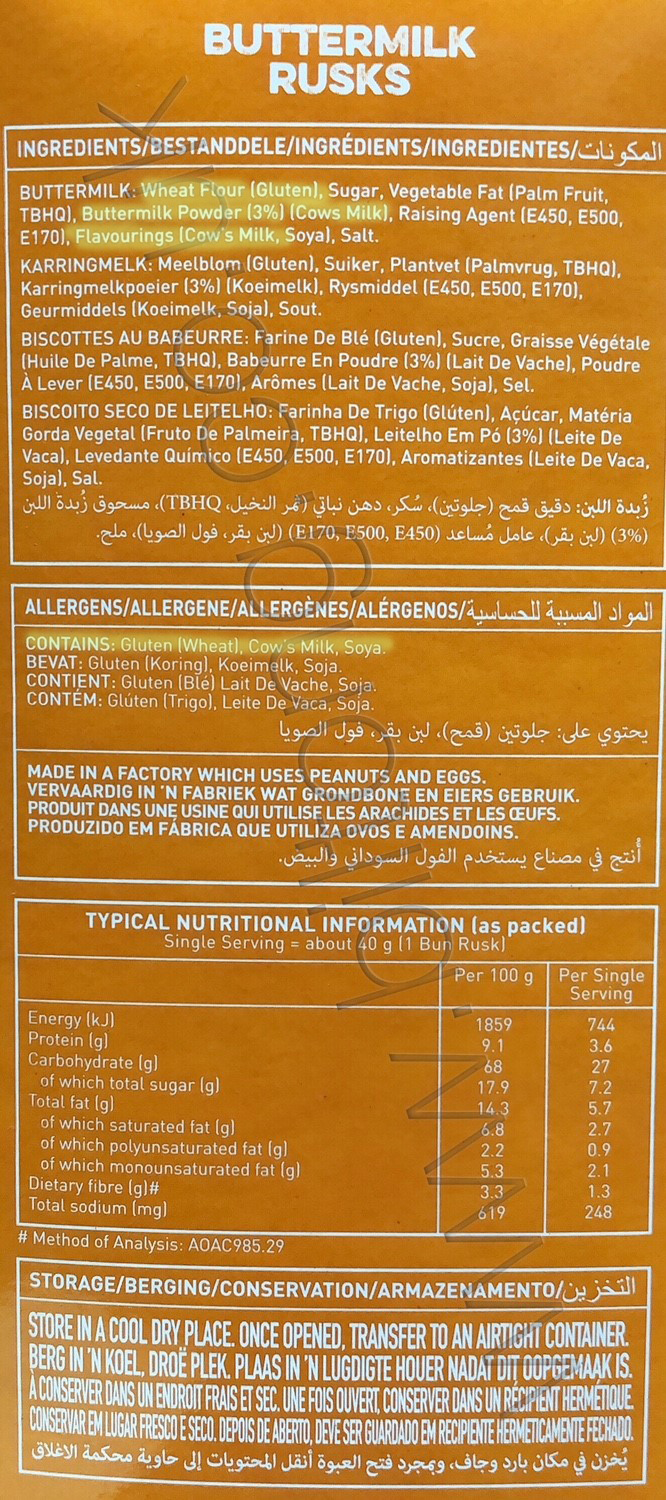 BUTTERMILK
RUSKS
INGREDIENTS/BESTANDDELE/INGRÉDIENTS/INGREDIENTES/المكونات
BUTTERMILK: Wheat Flour (Gluten), Sugar, Vegetable Fat (Palm Fruit,
TBHQ), Buttermilk Powder (3%) (Cows Milk), Raising Agent (E450, E500,
E170), Flavourings (Cow's Milk, Soya), Salt.
KARRINGMELK: Meelblom (Gluten), Suiker, Plantvet (Palmvrug, TBHQ),
Karringmelkpoeier (3%) (Koeimelk), Rysmiddel (E450, E500, E170),
Geurmiddels (Koeimelk, Soja), Sout.
BISCOTTES AU BABEURRE: Farine De Blé (Gluten), Sucre, Graisse Végétale
(Huile De Palme, TBHQ), Babeurre En Poudre (3%) (Lait De Vache), Poudre
À Lever (E450, E500, E170), Arômes (Lait De Vache, Soja), Sel.
BISCOITO SECO DE LEITELHO: Farinha De Trigo (Glúten), Açúcar, Matéria
Gorda Vegetal (Fruto De Palmeira, TBHQ), Leitelho Em Pó (3%) (Leite De
Vaca), Levedante Químico (E450, E500, E170), Aromatizantes (Leite De Vaca,
Soja), Sal.
زُبدة اللبن: دقيق قمح (جلوتين)، سُكر، دهن نباتي (ثمر النخيل، TBHQ)، مسحوق زُبدة اللبن
(3%) (لبن بقر)، عامل مُساعد (E170, E500, E450) (لبن بقر، فول الصويا)، ملح.
ALLERGENS/ALLERGENE/ALLERGÈNES/ALÉRGENOS/المواد المسببة للحساسية
CONTAINS: Gluten (Wheat), Cow's Milk, Soya.
BEVAT: Gluten (Koring), Koeimelk, Soja.
CONTIENT: Gluten (Blé) Lait De Vache, Soja.
CONTÉM: Glúten (Trigo), Leite De Vaca, Soja.
يحتوي على: جلوتين (قمح)، لبن بقر، فول الصويا
MADE IN A FACTORY WHICH USES PEANUTS AND EGGS.
VERVAARDIG IN 'N FABRIEK WAT GRONDBONE EN EIERS GEBRUIK.
PRODUIT DANS UNE USINE QUI UTILISE LES ARACHIDES ET LES ŒUFS.
PRODUZIDO EM FÁBRICA QUE UTILIZA OVOS E AMENDOINS.
أُنتج في مصناع يستخدم الفول السوداني والبيض.
TYPICAL NUTRITIONAL INFORMATION (as packed)
Single Serving = about 40 g (1 Bun Rusk)
Per 100 g Per Single Serving
Energy (kJ) 1859 744
Protein (g) 9.1 3.6
Carbohydrate (g) 68 27
of which total sugar (g) 17.9 7.2
Total fat (g) 14.3 5.7
of which saturated fat (g) 6.8 2.7
of which polyunsaturated fat (g) 2.2 0.9
of which monounsaturated fat (g) 5.3 2.1
Dietary fibre (g)# 3.3 1.3
Total sodium (mg) 619 248
# Method of Analysis: AOAC985.29
STORAGE/BERGING/CONSERVATION/ARMAZENAMENTO/التخزين
STORE IN A COOL DRY PLACE. ONCE OPENED, TRANSFER TO AN AIRTIGHT CONTAINER.
BERG IN 'N KOEL, DROË PLEK. PLAAS IN 'N LUGDIGTE HOUER NADAT DIT OOPGEMAAK IS.
À CONSERVER DANS UN ENDROIT FRAIS ET SEC. UNE FOIS OUVERT, CONSERVER DANS UN RÉCIPIENT HERMÉTIQUE.
CONSERVAR EM LUGAR FRESCO E SECO. DEPOIS DE ABERTO, DEVE SER GUARDADO EM RECIPIENTE HERMETICAMENTE FECHADO.
يُخزن في مكان بارد وجاف، وبمجرد فتح العبوة أنقل المحتويات إلى حاوية محكمة الاغلاق